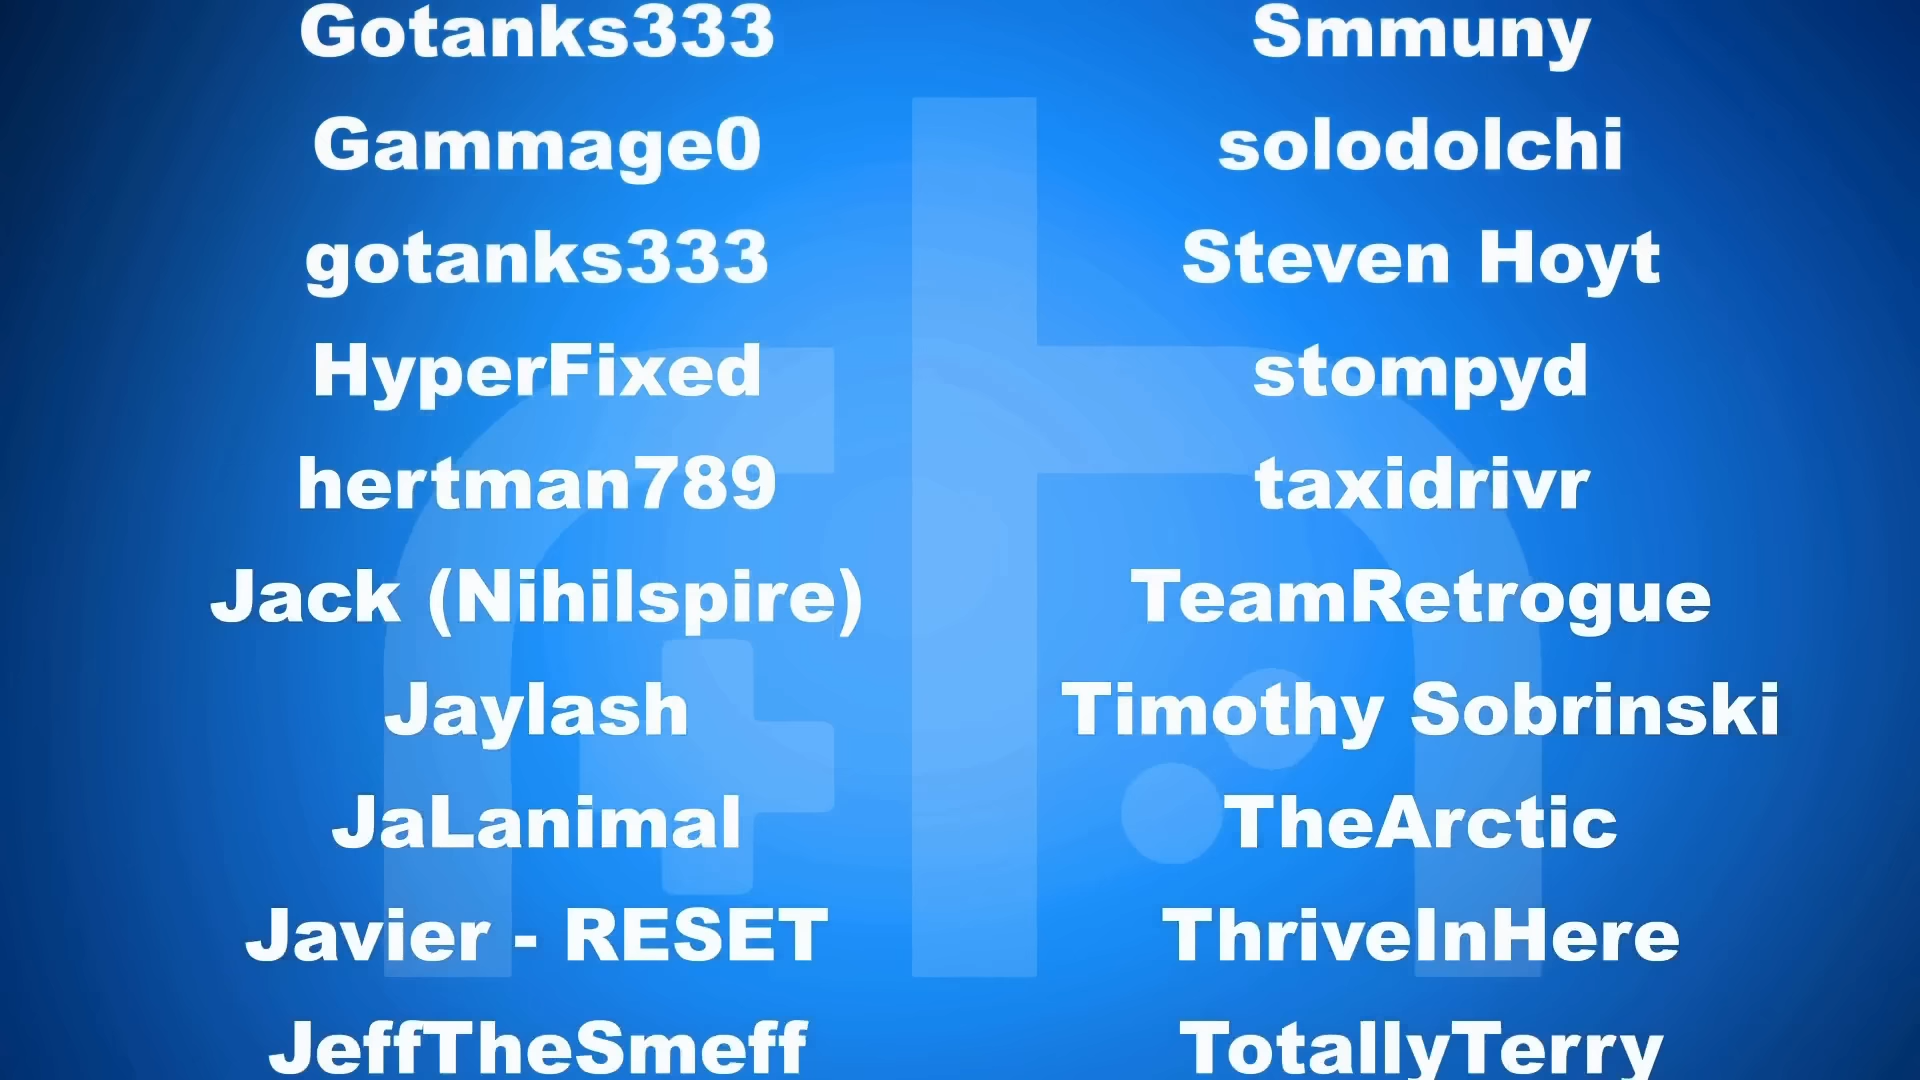 Gotanks333
Gammage0
gotanks333
HyperFixed
hertman789
Jack (Nihilspire)
Jaylash
JaLanimal
Javier - RESET
JeffTheSmeff
Smmuny
solodolchi
Steven Hoyt
stompyd
taxidrivr
TeamRetrogue
Timothy Sobrinski
TheArctic
ThriveInHere
TotallyTerry